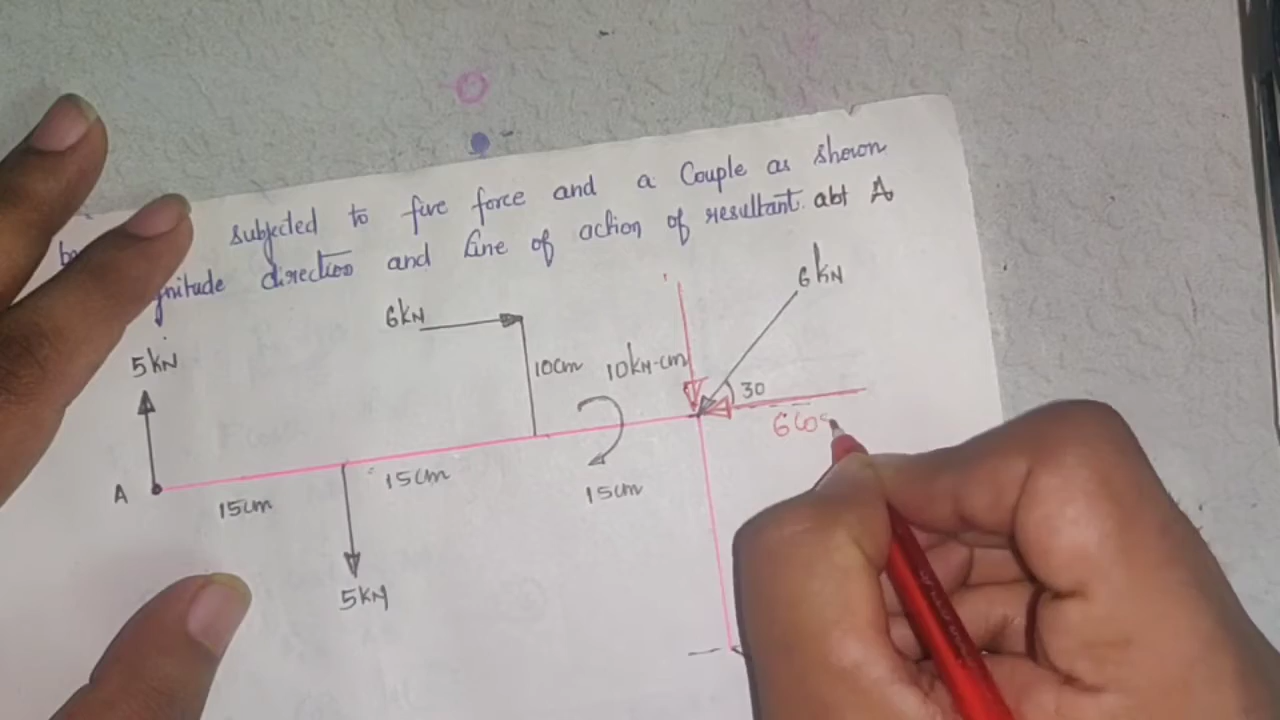 subjected to five force and a Couple as shown
gnitude direction and line of action of resultant. abt A
6kN
6kN
5kN
10cm
10kN-cm
30
6cos
A
15cm
15cm
15cm
5kN